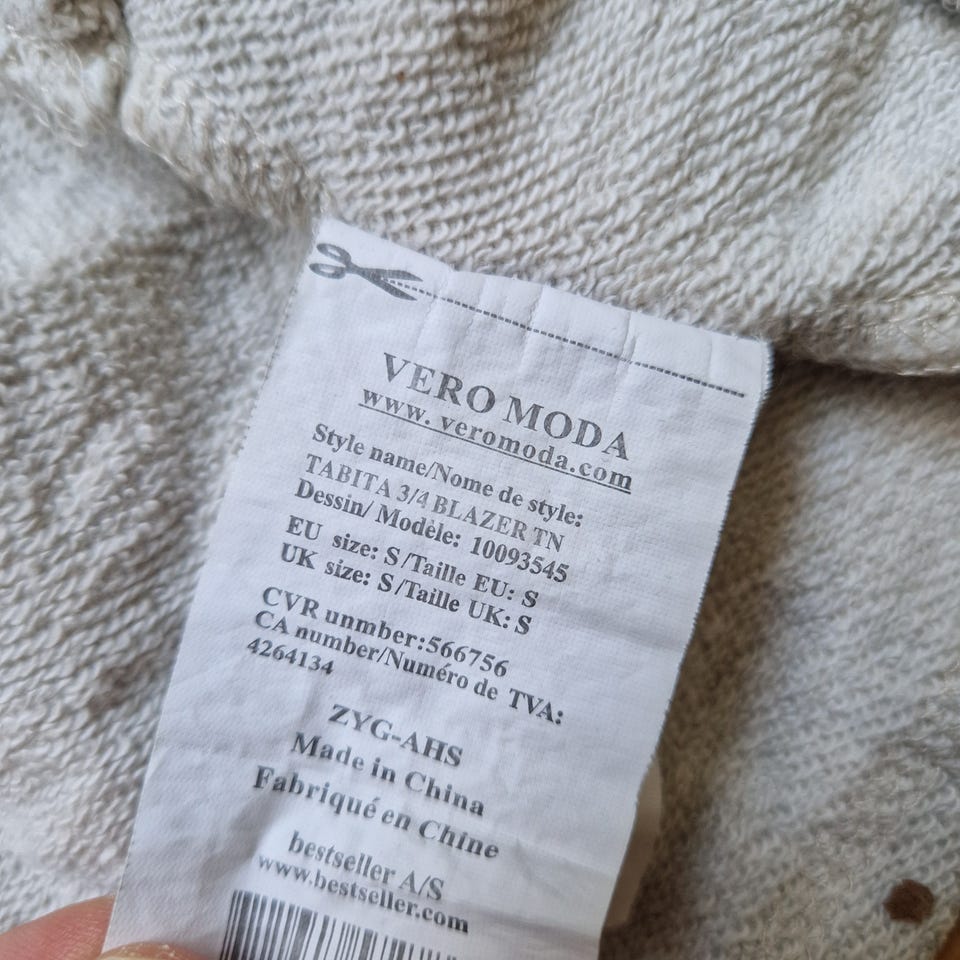 VERO MODA
www. veromoda.com
Style name/Nome de style:
TABITA 3/4 BLAZER TN
Dessin/ Modèle: 10093545
EU size: S/Taille EU: S
UK size: S/Taille UK: S
CVR unmber:566756
CA number/Numéro de TVA:
4264134
ZYG-AHS
Made in China
Fabriqué en Chine
bestseller A/S
www.bestseller.com